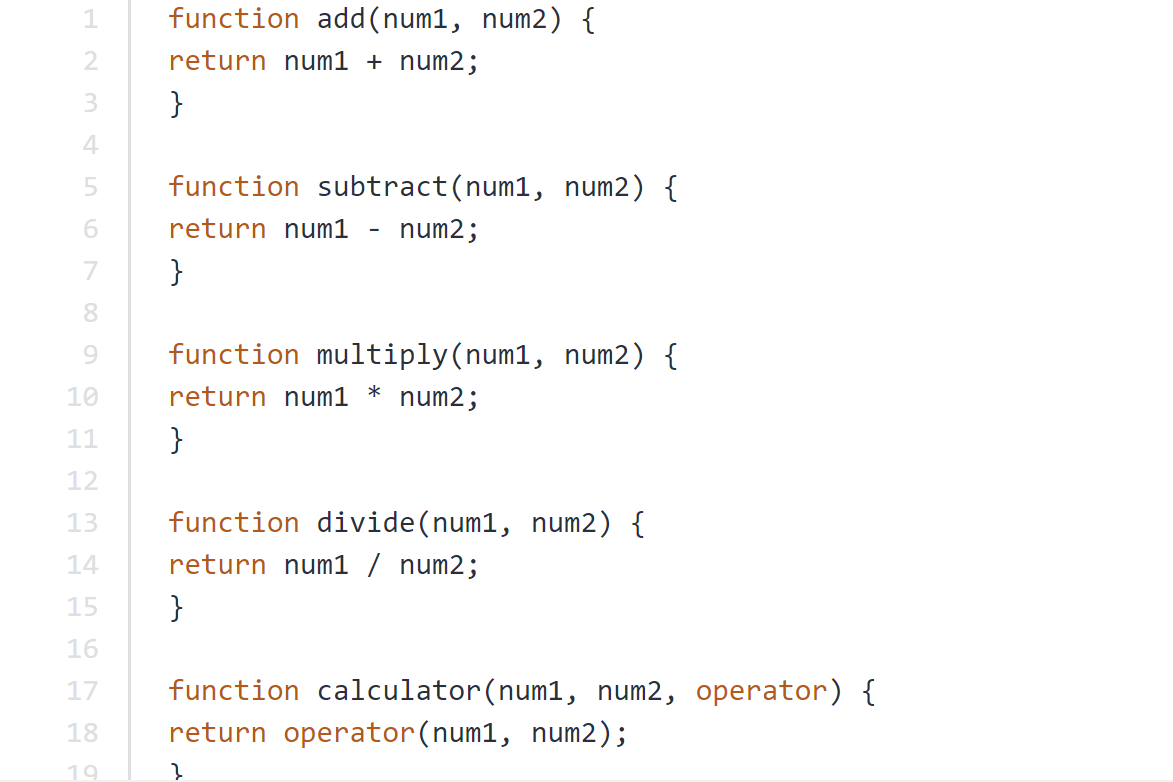 1 function add(num1, num2) {
2 return num1 + num2;
3 }
4
5 function subtract(num1, num2) {
6 return num1 - num2;
7 }
8
9 function multiply(num1, num2) {
10 return num1 * num2;
11 }
12
13 function divide(num1, num2) {
14 return num1 / num2;
15 }
16
17 function calculator(num1, num2, operator) {
18 return operator(num1, num2);
19 }